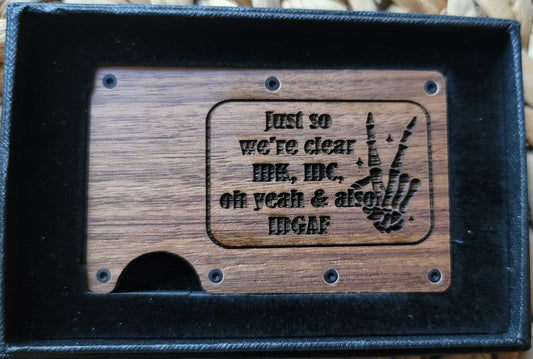 Just so
we're clear
IDK, IDC,
oh yeah & also
IDGAF